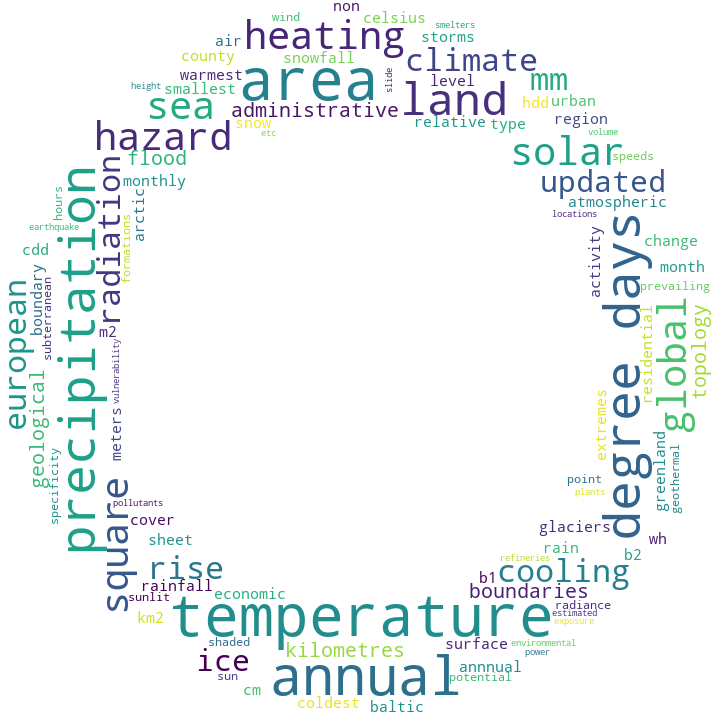 non
wind
celsius
smelters
heating
air
storms
county
snowfall
climate
area
warmest
level
mm
height
smallest
slide
land
sea
administrative
hdd
urban
snow
relative
type
region
hazard
etc
volume
flood
solar
speeds
monthly
updated
precipitation
radiation
hours
arctic
atmospheric
locations
earthquake
cdd
formations
activity
degree days
change
boundary
subterranean
month
european
prevailing
m2
global
residential
topology
vulnerability
geological
meters
extremes
greenland
geothermal
specificity
point
square
plants
pollutants
cover
glaciers
wh
sheet
rain
b2
refineries
rise
cooling
rainfall
b1
boundaries
sunlit
economic
radiance
temperature
km2
estimated
exposure
shaded
kilometres
surface
environmental
ice
power
annual
annnual
sun
potential
cm
coldest
baltic